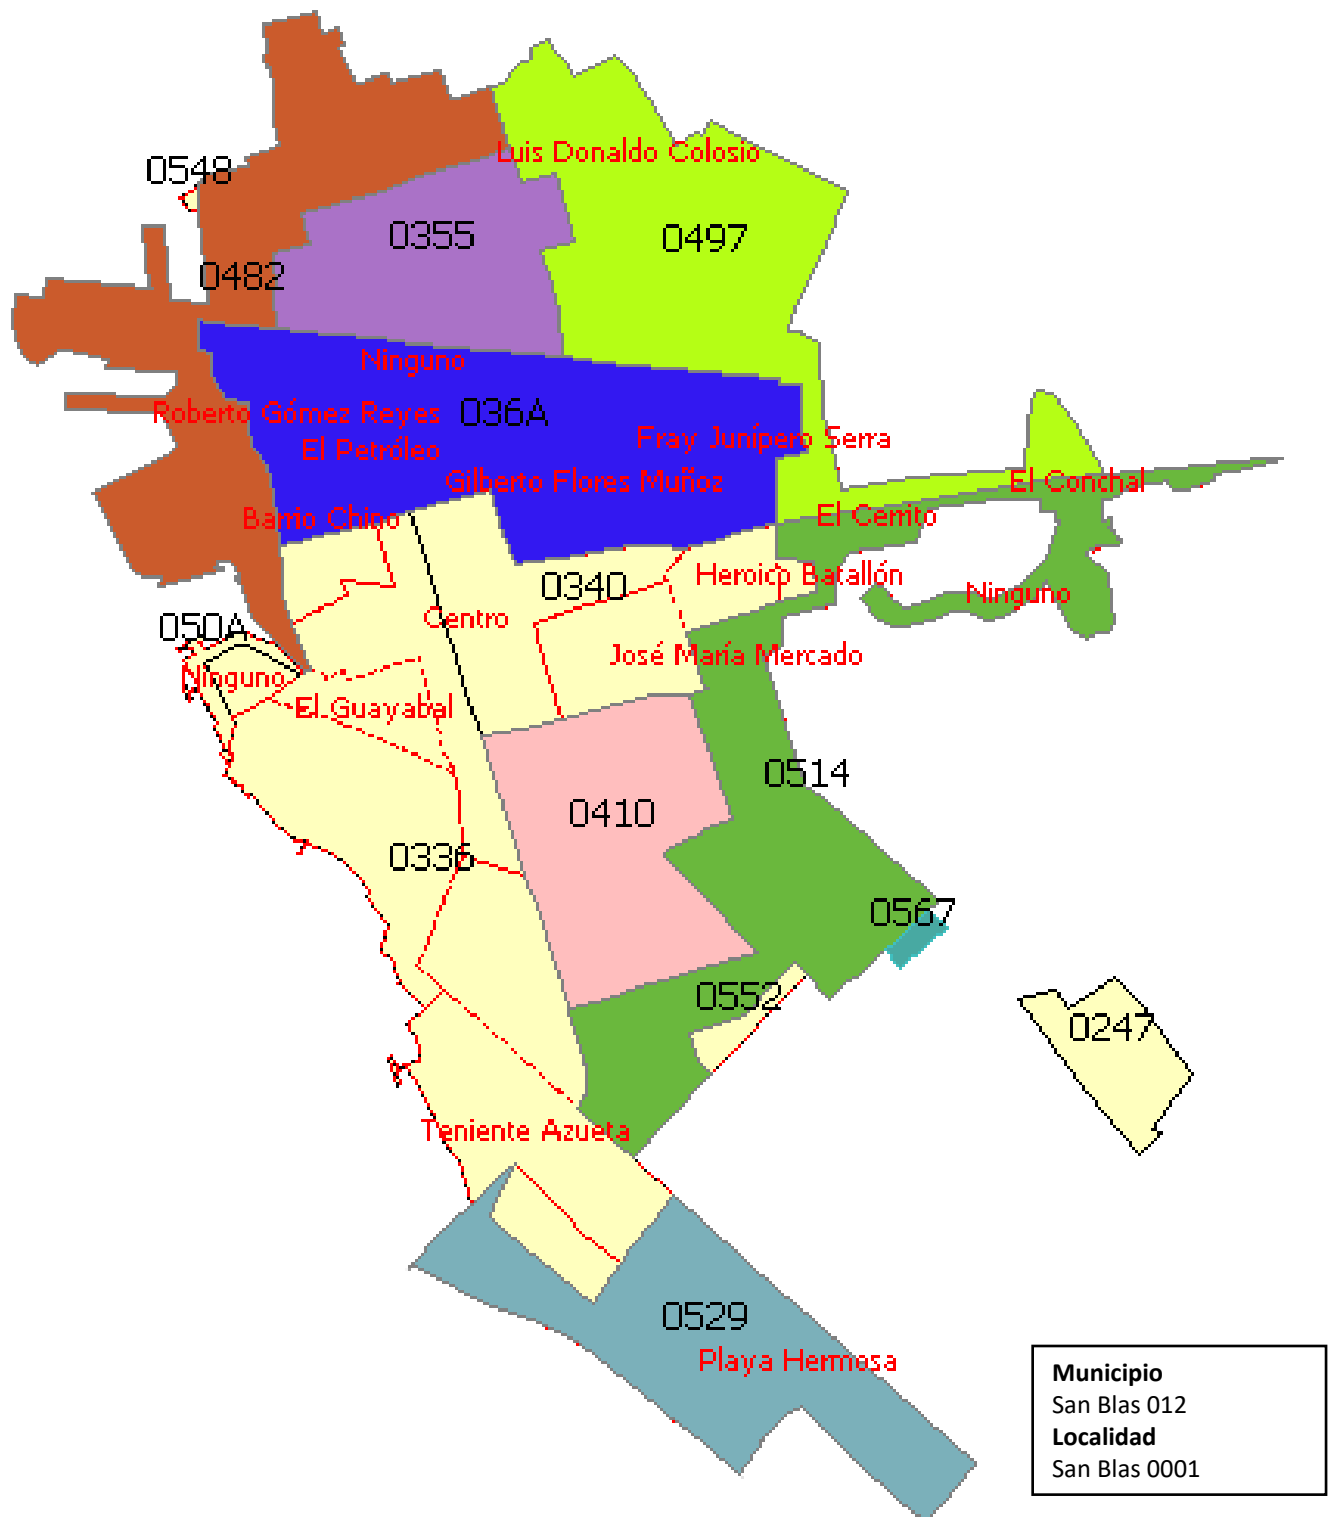 Luis Donaldo Colosio
0548
0355
0497
0482
Ninguno
Roberto Gómez Reyes
036A
Fray Junípero Serra
El Petróleo
Gilberto Flores Muñoz
El Conchal
Barrio Chino
El Cerrito
0340
Heroico Batallón
Ninguno
Centro
050A
José María Mercado
Ninguno
El Guayabal
0514
0410
0336
0567
0552
0247
Teniente Azueta
0529
Playa Hermosa
Municipio
San Blas 012
Localidad
San Blas 0001